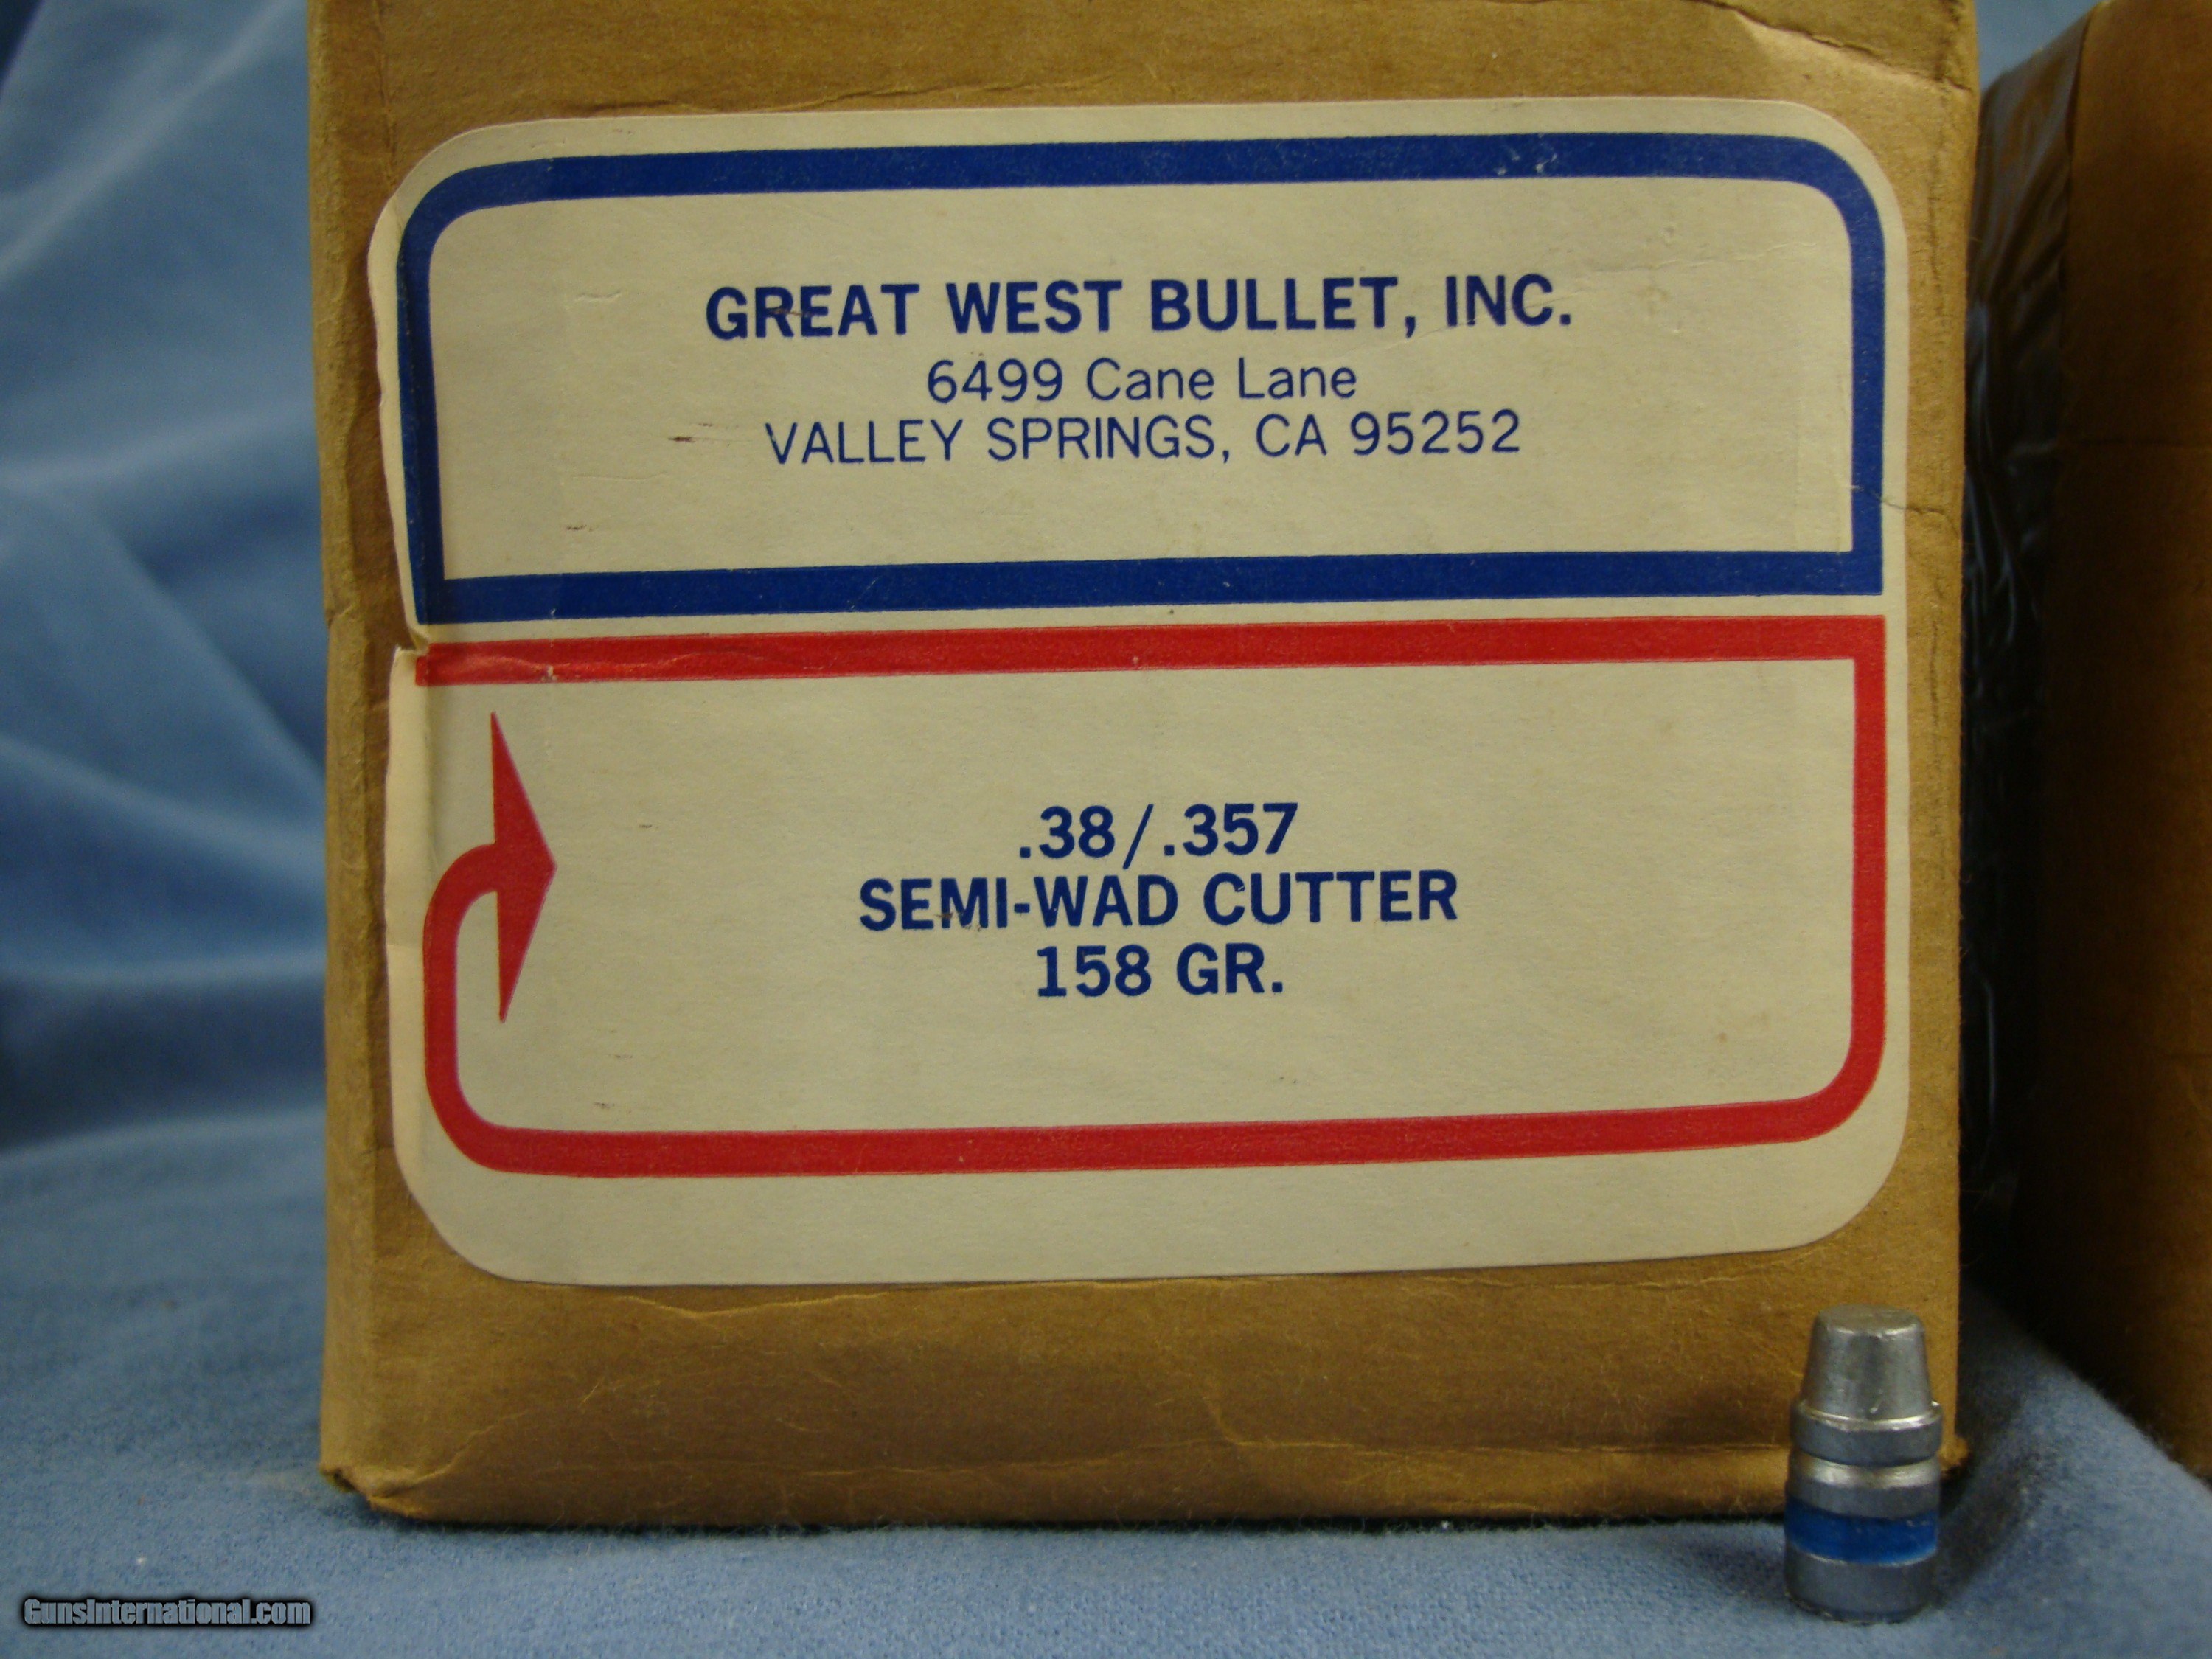 GREAT WEST BULLET, INC.
6499 Cane Lane
VALLEY SPRINGS, CA 95252
.38/.357
SEMI-WAD CUTTER
158 GR.
GunsInternational.com